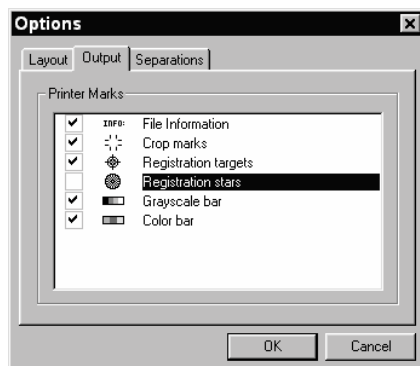 Options
Layout Output Separations
Printer Marks
INFO: File Information
Crop marks
Registration targets
Registration stars
Grayscale bar
Color bar
OK Cancel